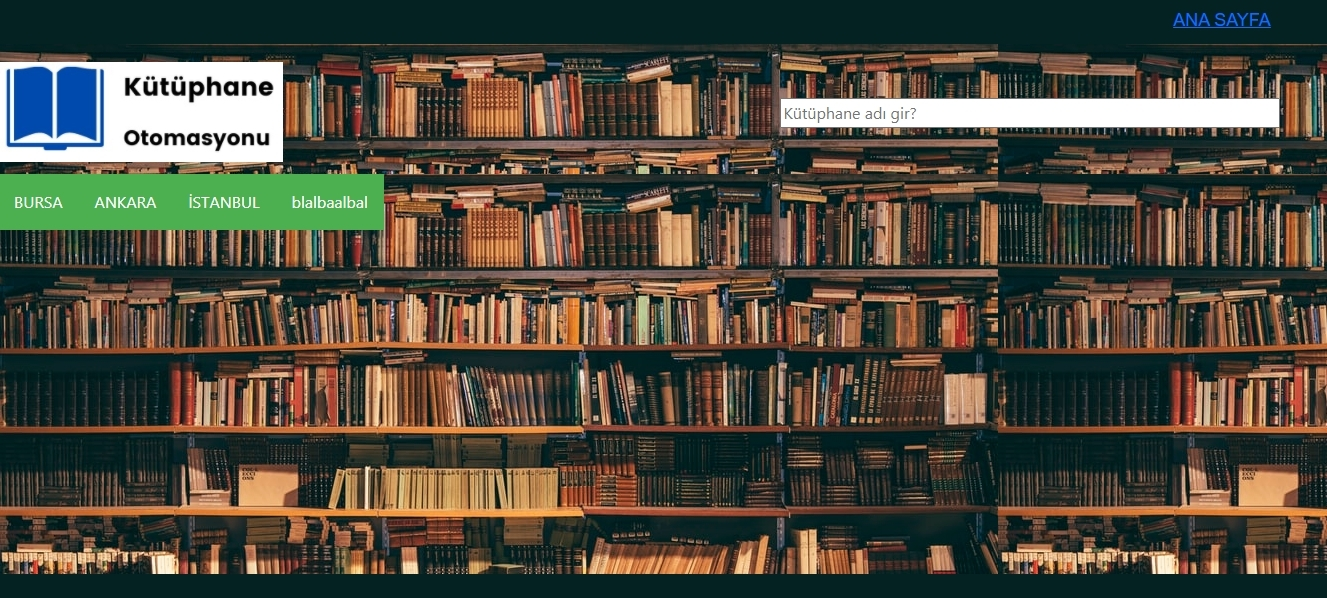 ANA SAYFA
Kütüphane
Otomasyonu
Kütüphane adı gir?
BURSA ANKARA İSTANBUL blalbaalbal